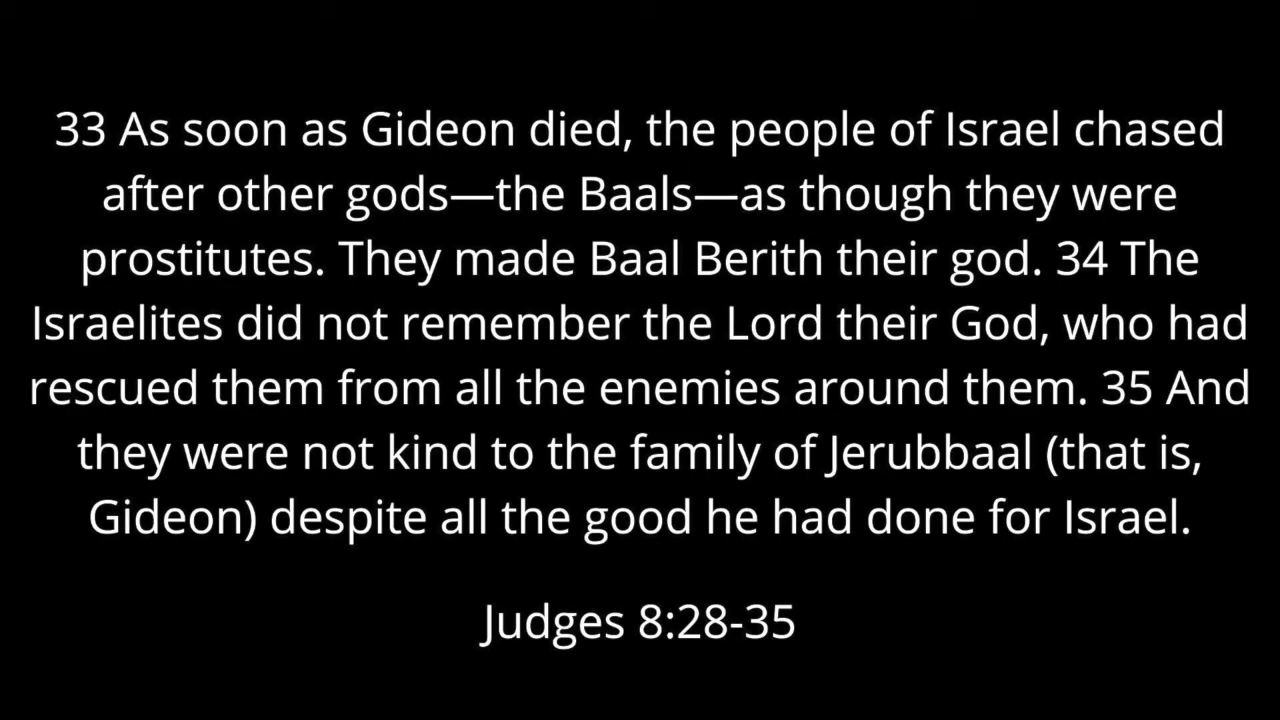 33 As soon as Gideon died, the people of Israel chased
after other gods—the Baals—as though they were
prostitutes. They made Baal Berith their god. 34 The
Israelites did not remember the Lord their God, who had
rescued them from all the enemies around them. 35 And
they were not kind to the family of Jerubbaal (that is,
Gideon) despite all the good he had done for Israel.
Judges 8:28-35